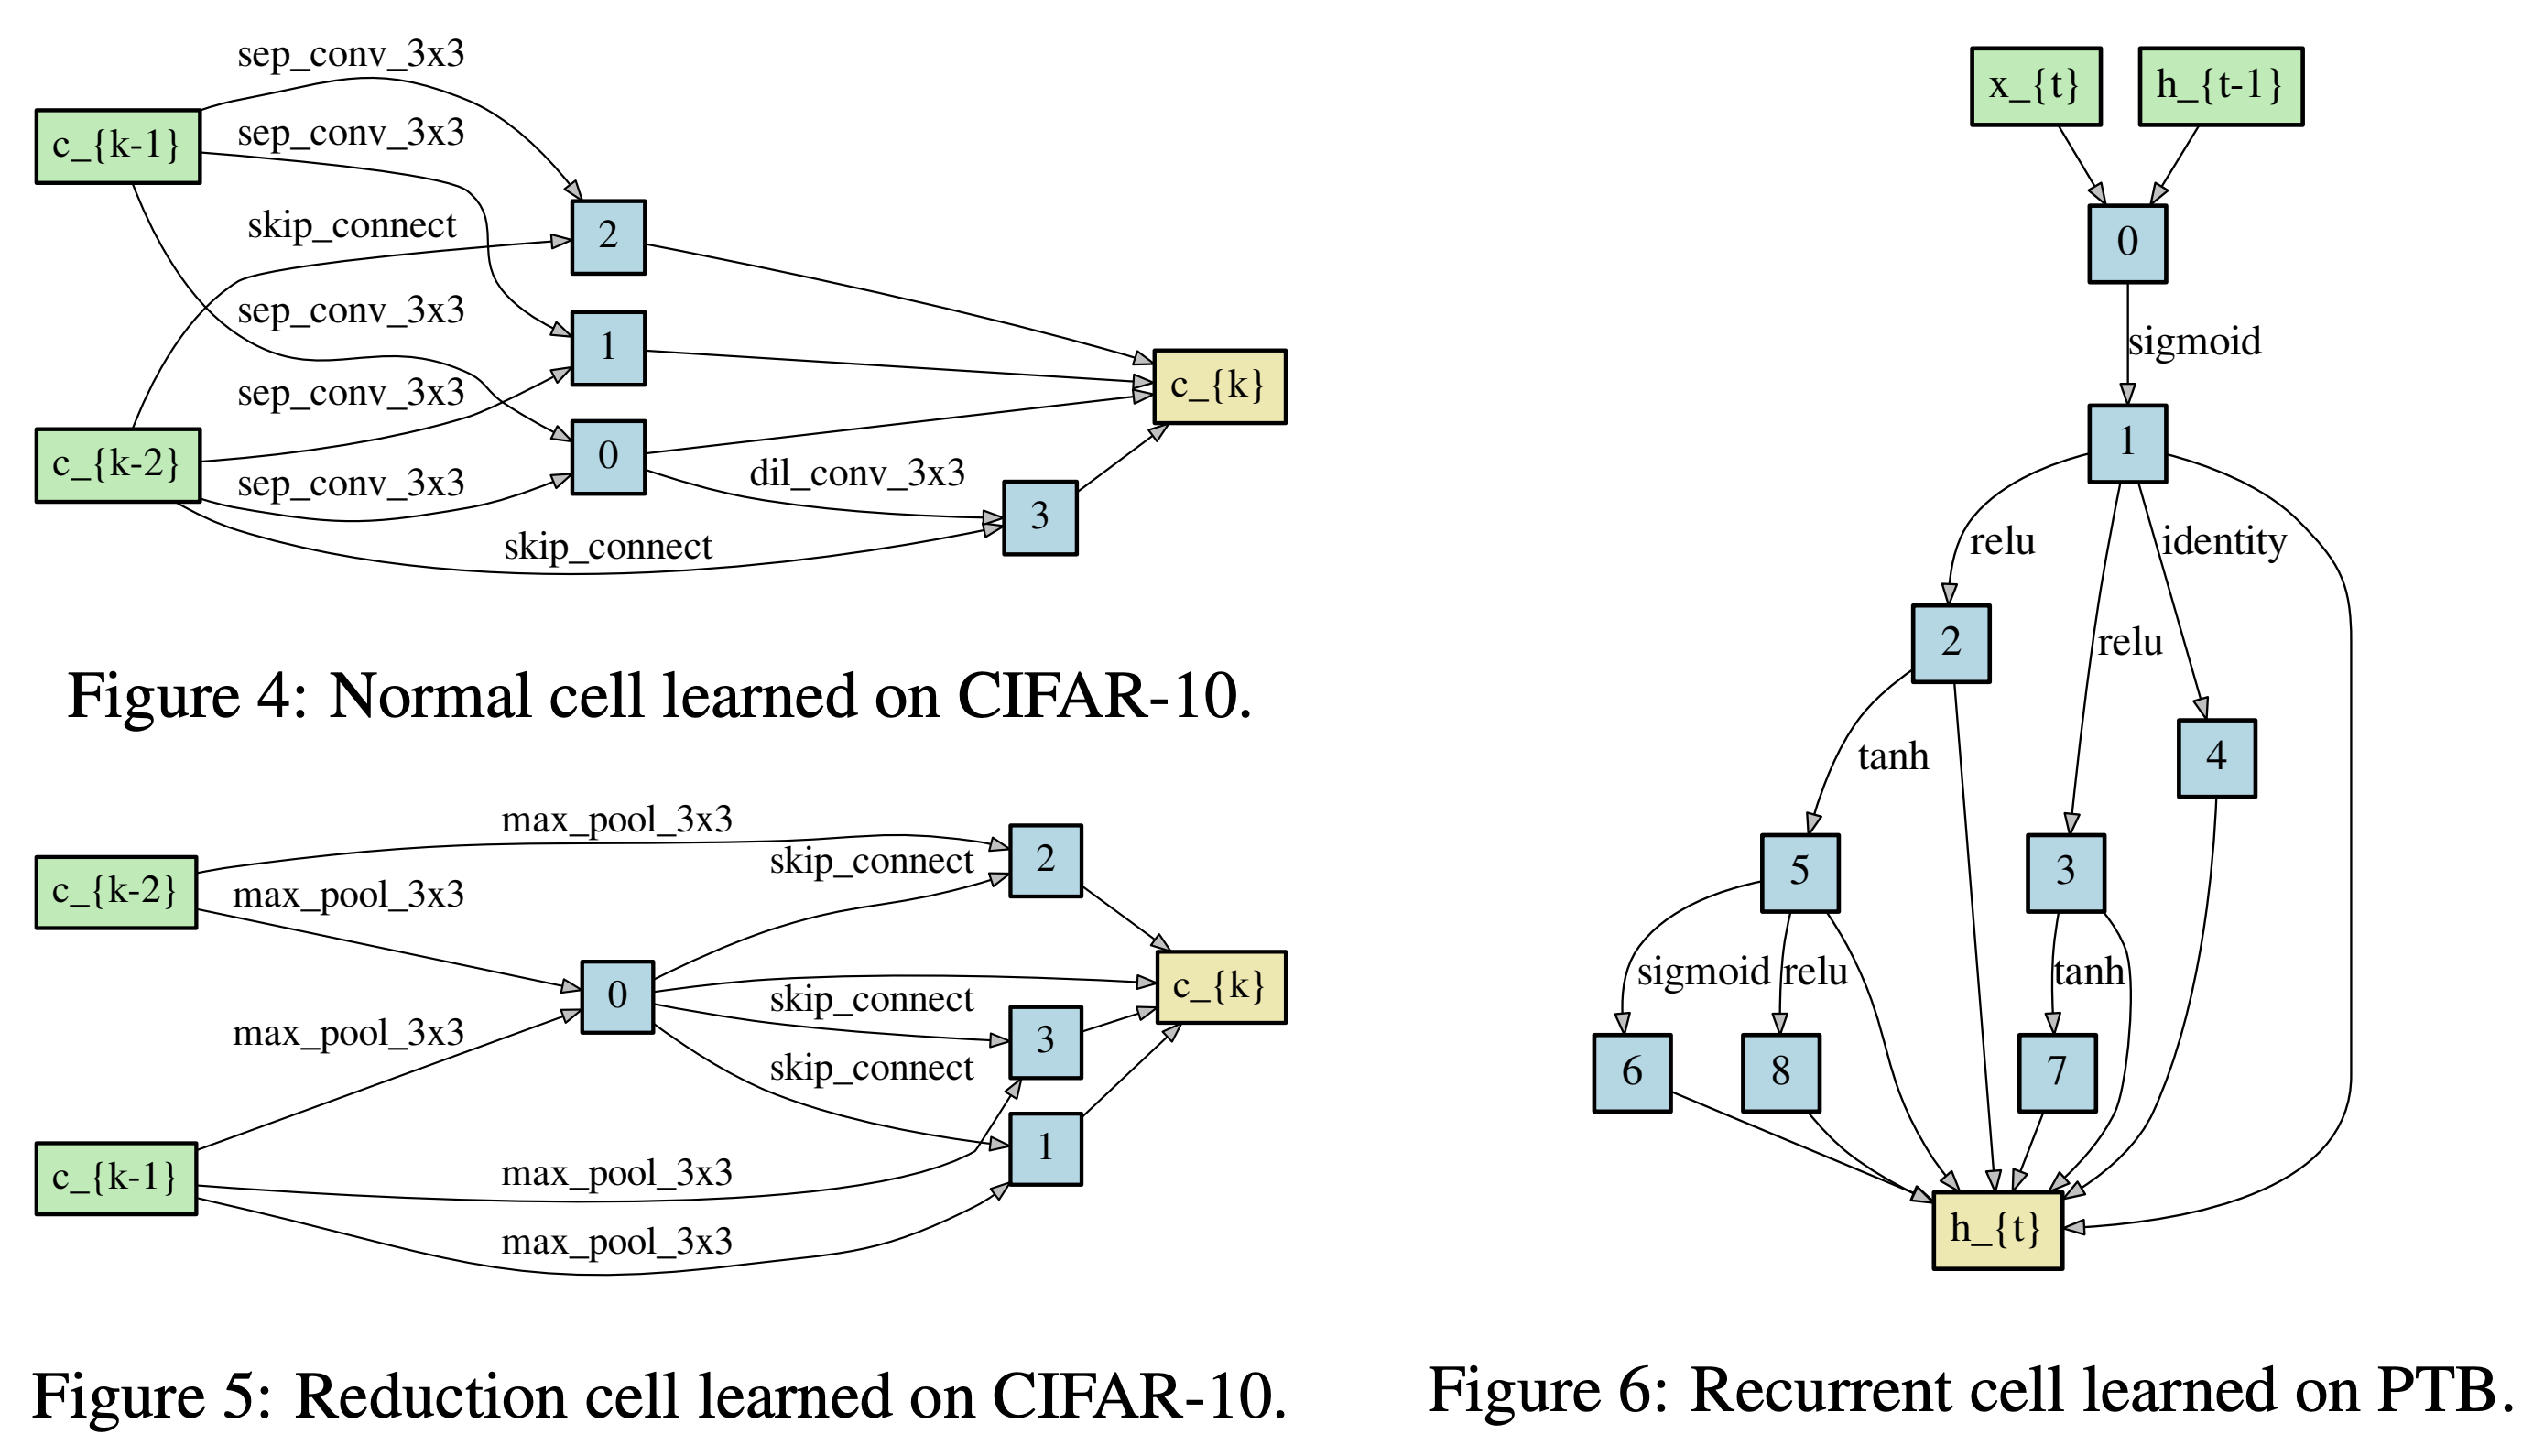 sep_conv_3x3
c_{k-1}
sep_conv_3x3
skip_connect
2
sep_conv_3x3
1
c_{k}
sep_conv_3x3
c_{k-2}
0
sep_conv_3x3
dil_conv_3x3
3
skip_connect
Figure 4: Normal cell learned on CIFAR-10.
max_pool_3x3
c_{k-2}
skip_connect
2
max_pool_3x3
0
c_{k}
skip_connect
max_pool_3x3
3
skip_connect
c_{k-1}
max_pool_3x3
1
max_pool_3x3
Figure 5: Reduction cell learned on CIFAR-10.
x_{t}
h_{t-1}
0
sigmoid
1
relu
identity
2
relu
tanh
4
5
3
sigmoid
relu
tanh
6
8
7
h_{t}
Figure 6: Recurrent cell learned on PTB.